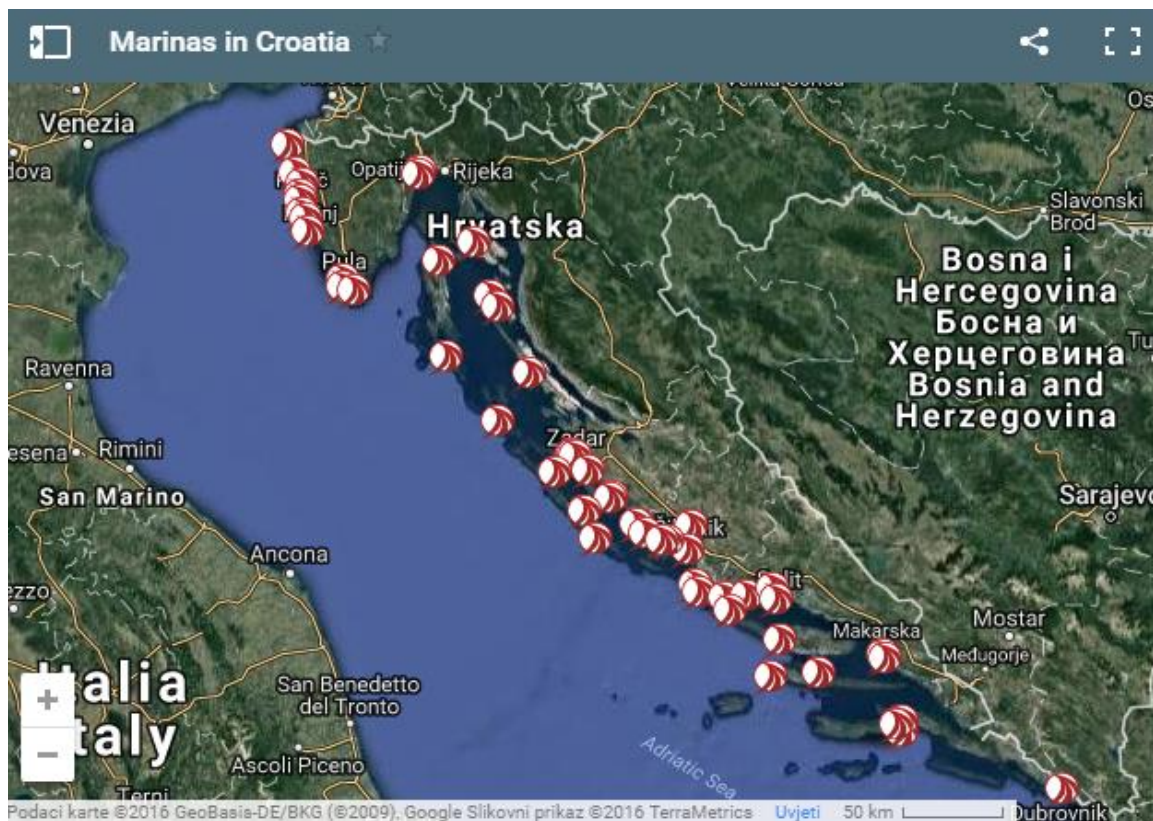 Marinas in Croatia
Venezia
Opatij
Rijeka
Hrvatska
Slavonski
Brod
Pula
Bosna i
Hercegovina
Босна и
Херцеговина
Bosnia and
Herzegovina
Ravenna
esena
Rimini
Zadar
San Marino
Sarajevo
Ancona
Split
Mostar
Makarska
Međugorje
Italia
Italy
San Benedetto
del Tronto
Adriatic Sea
Ascoli Piceno
Terni
Podaci karte ©2016 GeoBasis-DE/BKG (©2009), Google Slikovni prikaz ©2016 TerraMetrics Uvjeti 50 km
Dubrovnik